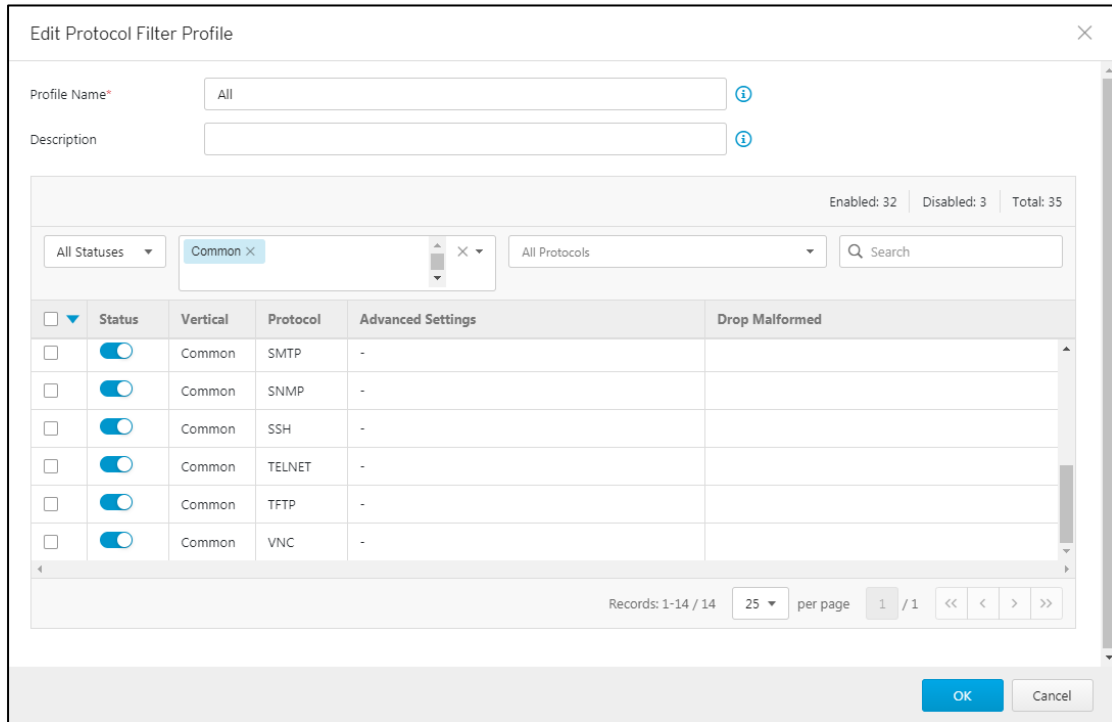 Edit Protocol Filter Profile
Profile Name* All
Description
Enabled: 32 Disabled: 3 Total: 35
All Statuses Common All Protocols Search
Status Vertical Protocol Advanced Settings Drop Malformed
Common SMTP -
Common SNMP -
Common SSH -
Common TELNET -
Common TFTP -
Common VNC -
Records: 1-14 / 14 25 per page 1 / 1 << < > >>
OK Cancel